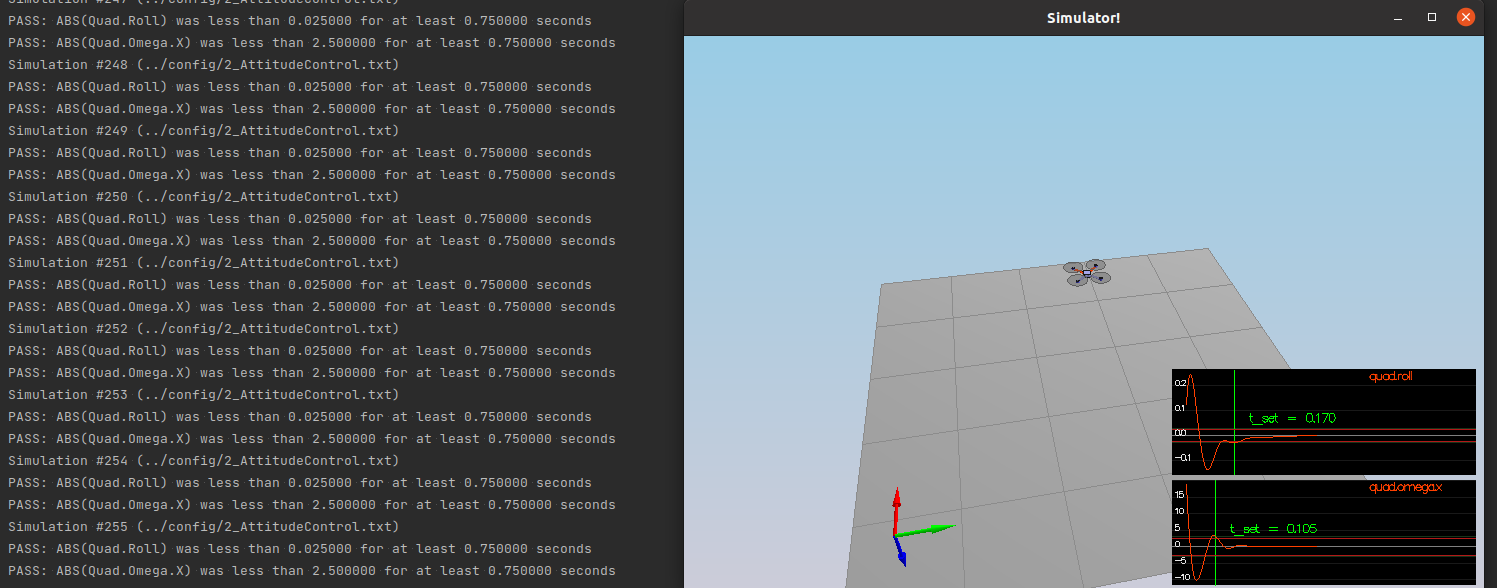 Simulation #247 (../config/2_AttitudeControl.txt)
PASS: ABS(Quad.Roll) was less than 0.025000 for at least 0.750000 seconds
PASS: ABS(Quad.Omega.X) was less than 2.500000 for at least 0.750000 seconds
Simulation #248 (../config/2_AttitudeControl.txt)
PASS: ABS(Quad.Roll) was less than 0.025000 for at least 0.750000 seconds
PASS: ABS(Quad.Omega.X) was less than 2.500000 for at least 0.750000 seconds
Simulation #249 (../config/2_AttitudeControl.txt)
PASS: ABS(Quad.Roll) was less than 0.025000 for at least 0.750000 seconds
PASS: ABS(Quad.Omega.X) was less than 2.500000 for at least 0.750000 seconds
Simulation #250 (../config/2_AttitudeControl.txt)
PASS: ABS(Quad.Roll) was less than 0.025000 for at least 0.750000 seconds
PASS: ABS(Quad.Omega.X) was less than 2.500000 for at least 0.750000 seconds
Simulation #251 (../config/2_AttitudeControl.txt)
PASS: ABS(Quad.Roll) was less than 0.025000 for at least 0.750000 seconds
PASS: ABS(Quad.Omega.X) was less than 2.500000 for at least 0.750000 seconds
Simulation #252 (../config/2_AttitudeControl.txt)
PASS: ABS(Quad.Roll) was less than 0.025000 for at least 0.750000 seconds
PASS: ABS(Quad.Omega.X) was less than 2.500000 for at least 0.750000 seconds
Simulation #253 (../config/2_AttitudeControl.txt)
PASS: ABS(Quad.Roll) was less than 0.025000 for at least 0.750000 seconds
PASS: ABS(Quad.Omega.X) was less than 2.500000 for at least 0.750000 seconds
Simulation #254 (../config/2_AttitudeControl.txt)
PASS: ABS(Quad.Roll) was less than 0.025000 for at least 0.750000 seconds
PASS: ABS(Quad.Omega.X) was less than 2.500000 for at least 0.750000 seconds
Simulation #255 (../config/2_AttitudeControl.txt)
PASS: ABS(Quad.Roll) was less than 0.025000 for at least 0.750000 seconds
PASS: ABS(Quad.Omega.X) was less than 2.500000 for at least 0.750000 seconds
Simulator!
quad.roll
0.2
0.1
t_set = 0.170
0.0
-0.1
quad.omega.x
15
10
5
t_set = 0.105
0
-5
-10